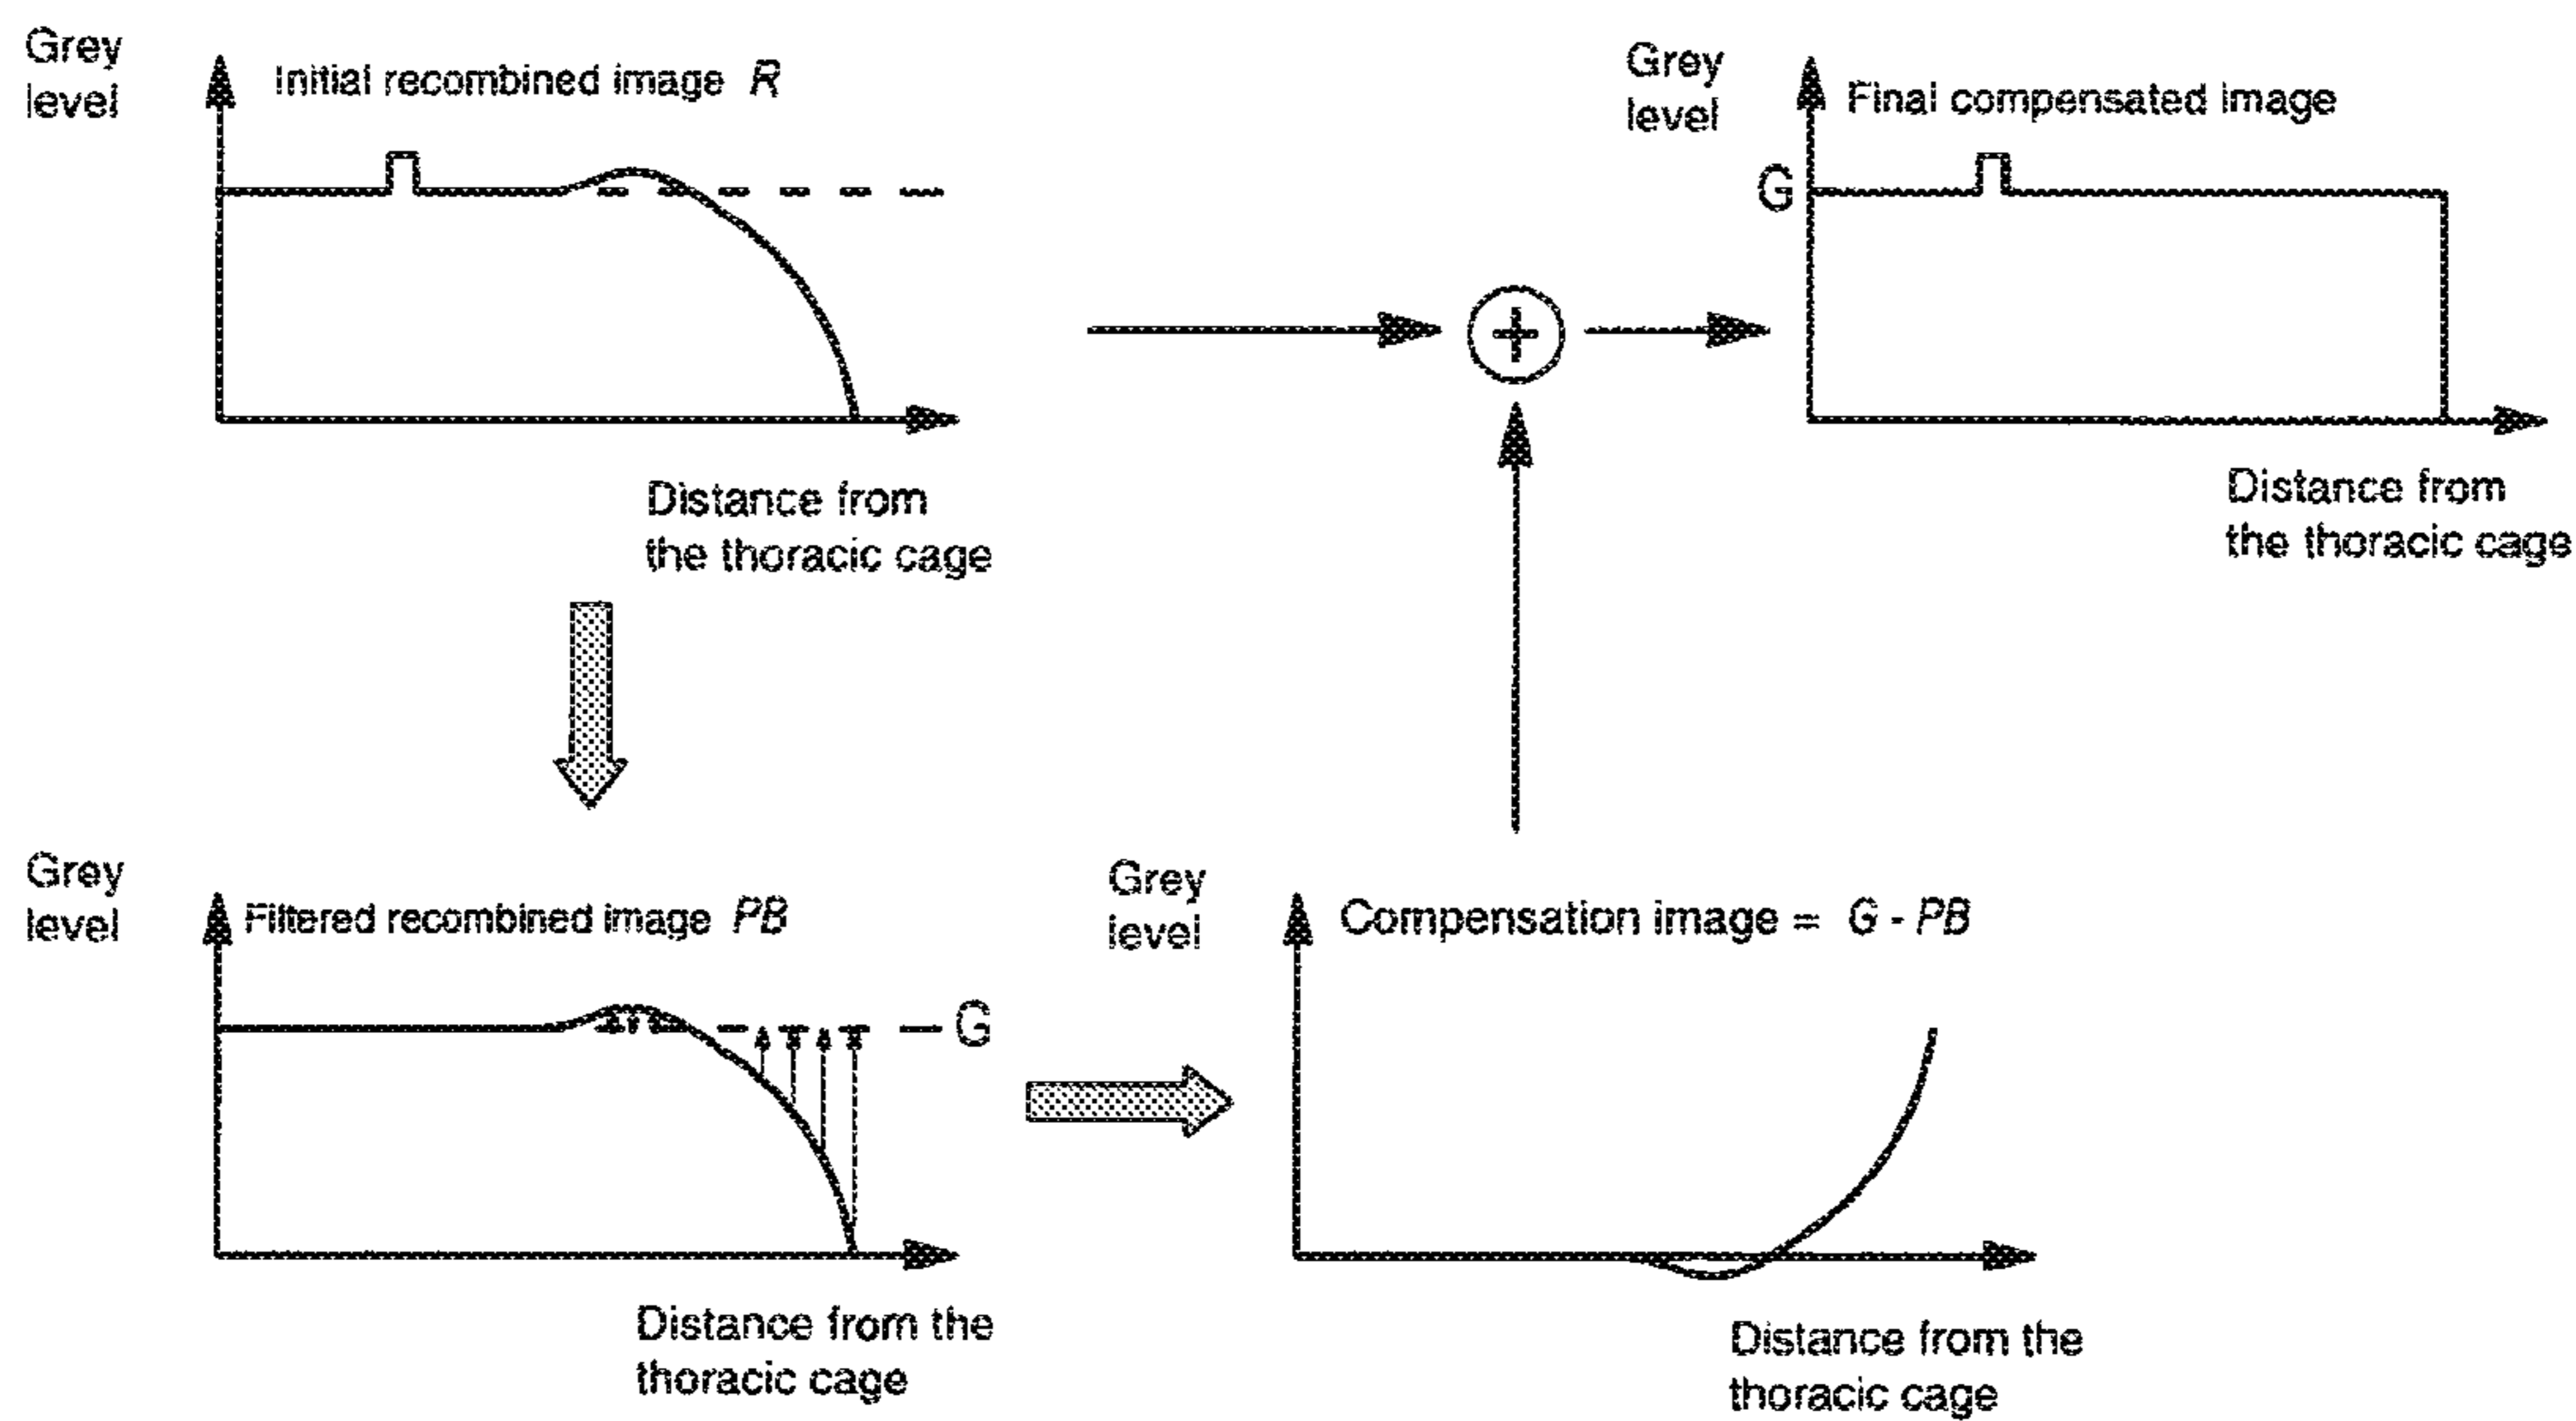 Grey
level
Initial recombined image R
Distance from
the thoracic cage
Grey
level
Final compensated image
G
Distance from
the thoracic cage
Grey
level
Filtered recombined image PB
G
Distance from the
thoracic cage
Grey
level
Compensation image = G - PB
Distance from the
thoracic cage